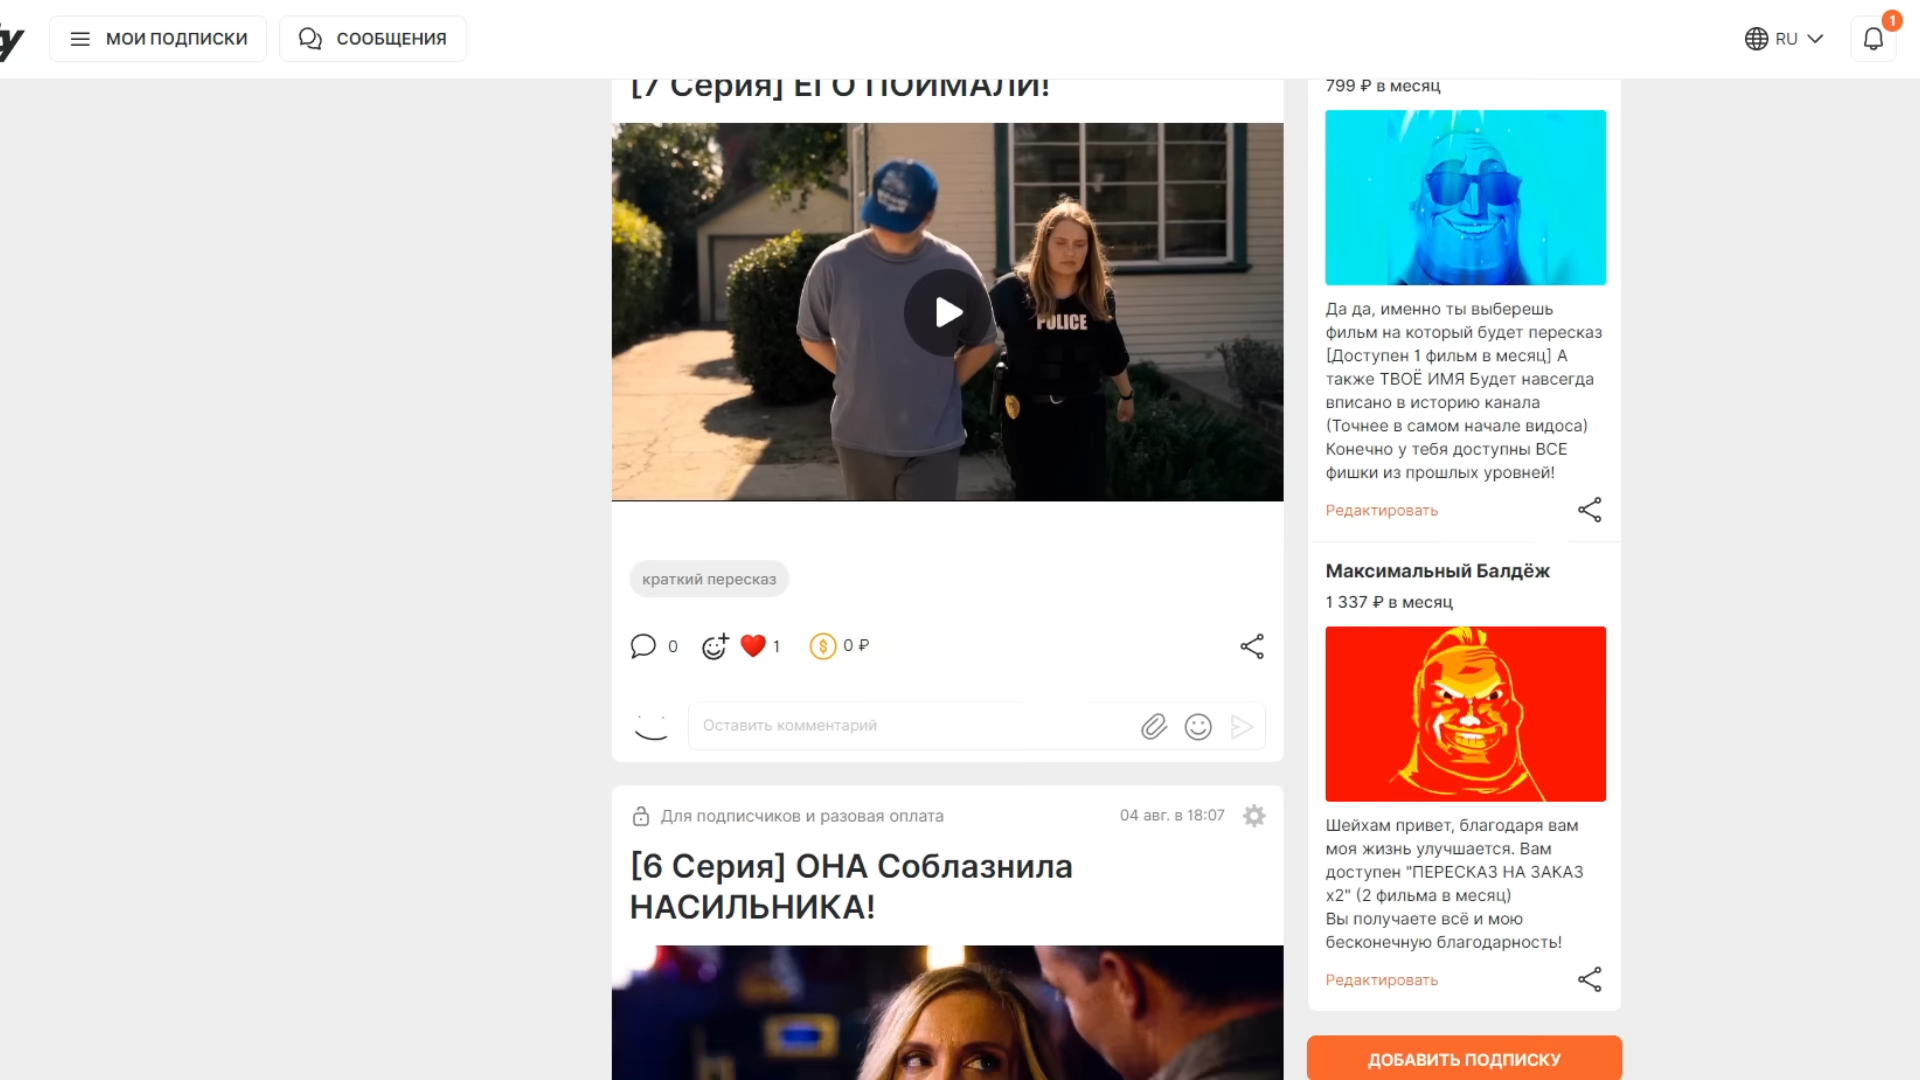 МОИ ПОДПИСКИ
СООБЩЕНИЯ
RU
1
[7 Серия] ЕГО ПОЙМАЛИ!
POLICE
краткий пересказ
0
1
0 ₽
Оставить комментарий
Для подписчиков и разовая оплата
04 авг. в 18:07
[6 Серия] ОНА Соблазнила
НАСИЛЬНИКА!
799 ₽ в месяц
Да да, именно ты выберешь
фильм на который будет пересказ
[Доступен 1 фильм в месяц] А
также ТВОЁ ИМЯ Будет навсегда
вписано в историю канала
(Точнее в самом начале видоса)
Конечно у тебя доступны ВСЕ
фишки из прошлых уровней!
Редактировать
Максимальный Балдёж
1 337 ₽ в месяц
Шейхам привет, благодаря вам
моя жизнь улучшается. Вам
доступен "ПЕРЕСКАЗ НА ЗАКАЗ
x2" (2 фильма в месяц)
Вы получаете всё и мою
бесконечную благодарность!
Редактировать
ДОБАВИТЬ ПОДПИСКУ